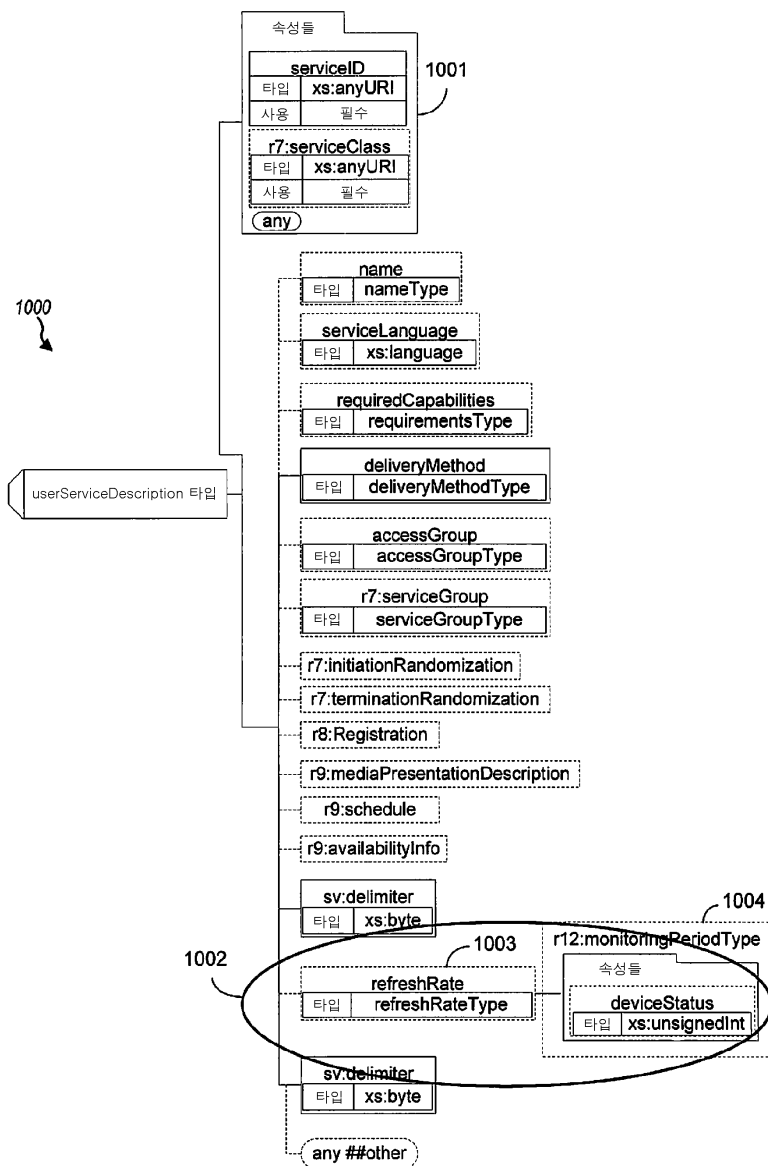 속성들
serviceID
타입 xs:anyURI
사용 필수
1001
r7:serviceClass
타입 xs:anyURI
사용 필수
any
name
타입 nameType
1000
serviceLanguage
타입 xs:language
requiredCapabilities
타입 requirementsType
deliveryMethod
타입 deliveryMethodType
userServiceDescription 타입
accessGroup
타입 accessGroupType
r7:serviceGroup
타입 serviceGroupType
r7:initiationRandomization
r7:terminationRandomization
r8:Registration
r9:mediaPresentationDescription
r9:schedule
r9:availabilityInfo
sv:delimiter
타입 xs:byte
1004
1003
r12:monitoringPeriodType
1002
속성들
refreshRate
타입 refreshRateType
deviceStatus
타입 xs:unsignedInt
sv:delimiter
타입 xs:byte
any ##other